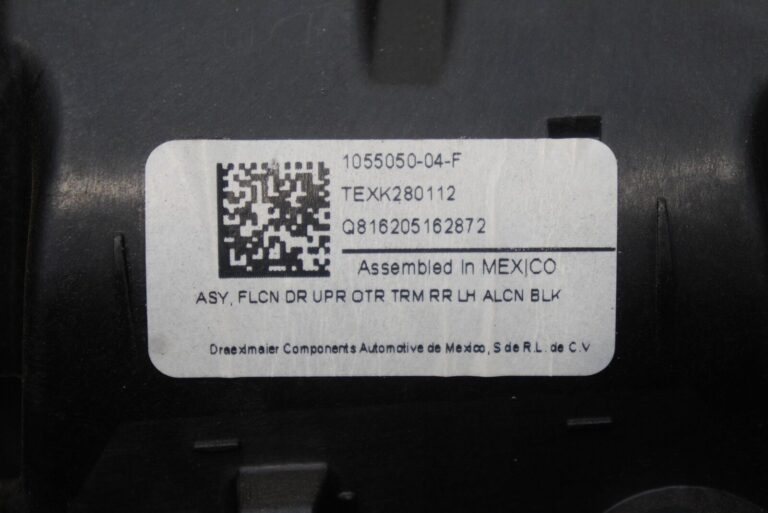 1055050-04-F
TEXK280112
Q816205162872
Assembled In MEXICO
ASY, FLCN DR UPR OTR TRM RR LH ALCN BLK
Draexlmaier Components Automotive de Mexico, S de R.L. de C.V